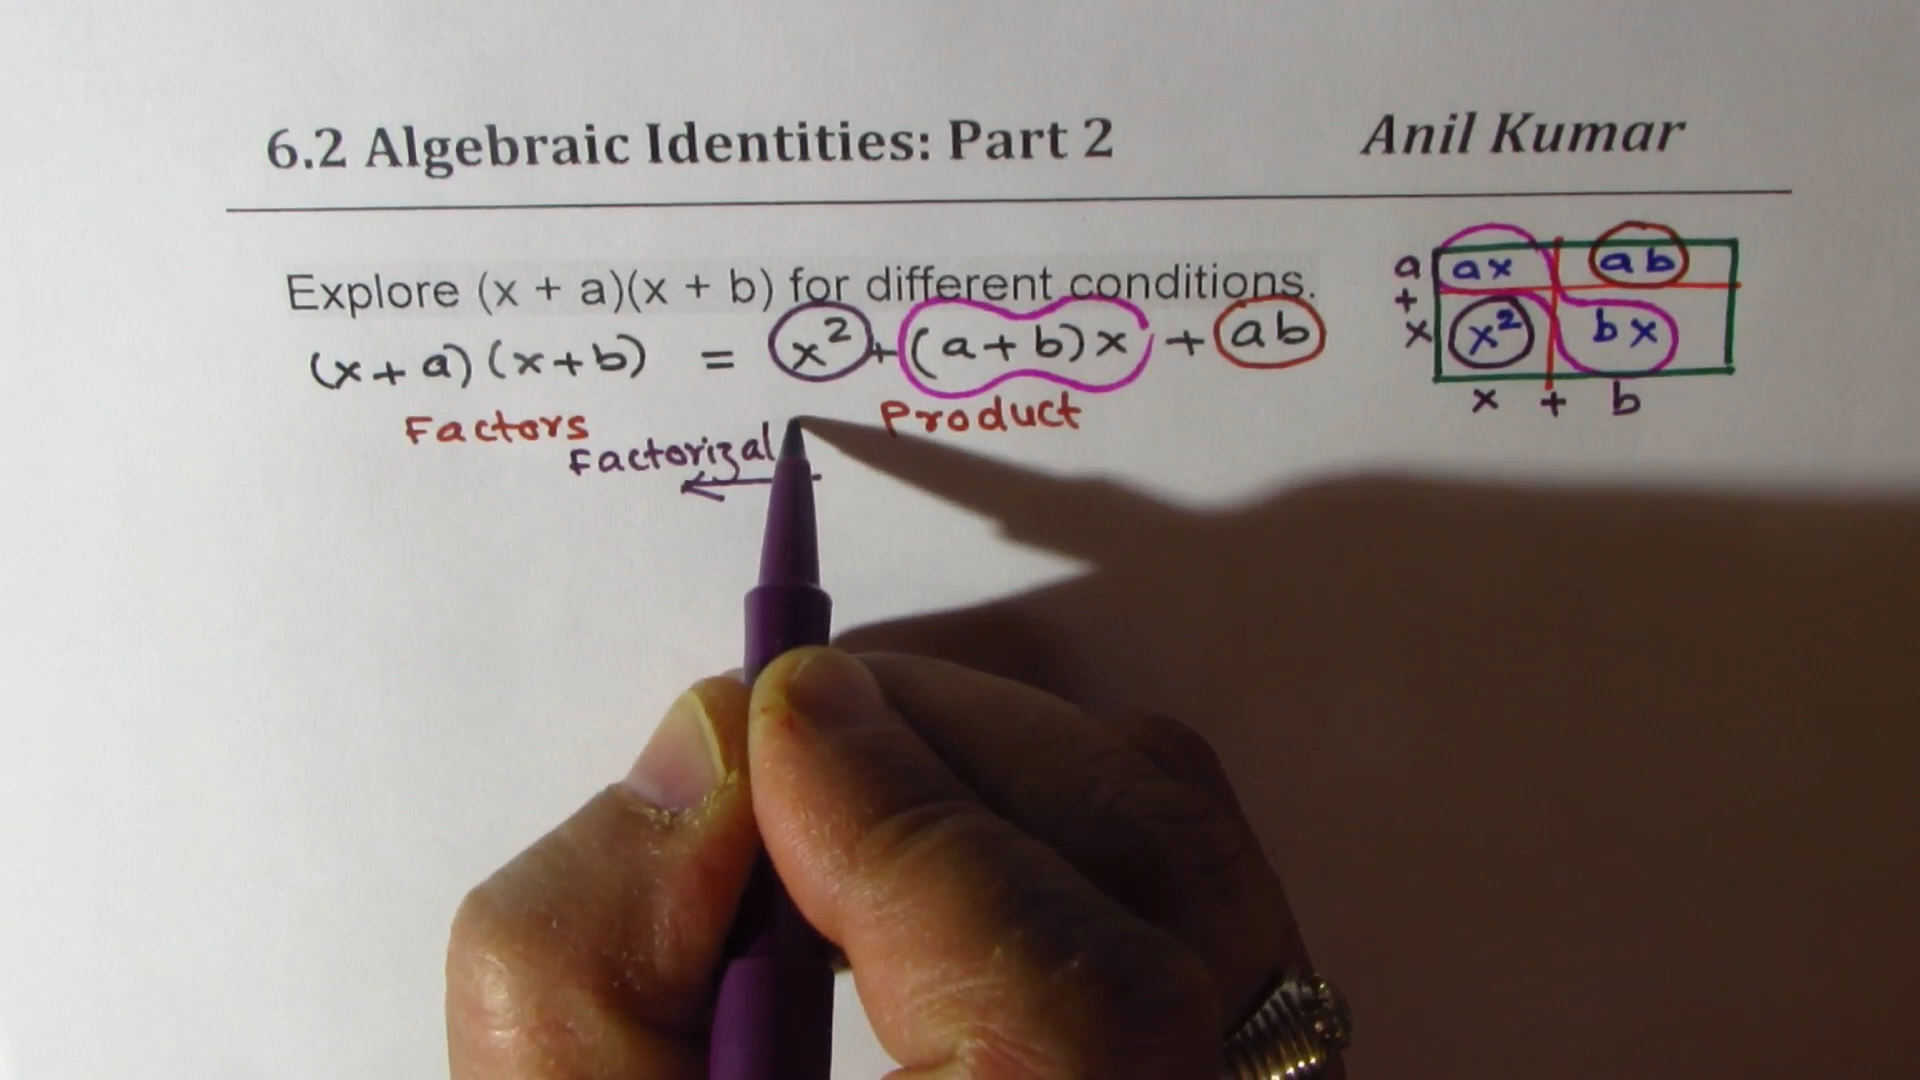 6.2 Algebraic Identities: Part 2 Anil Kumar
Explore (x + a)(x + b) for different conditions.
(x+a)(x+b) = x² + (a+b)x + ab
Factors Product
Factorizat
a ax ab
+
x x² bx
x + b